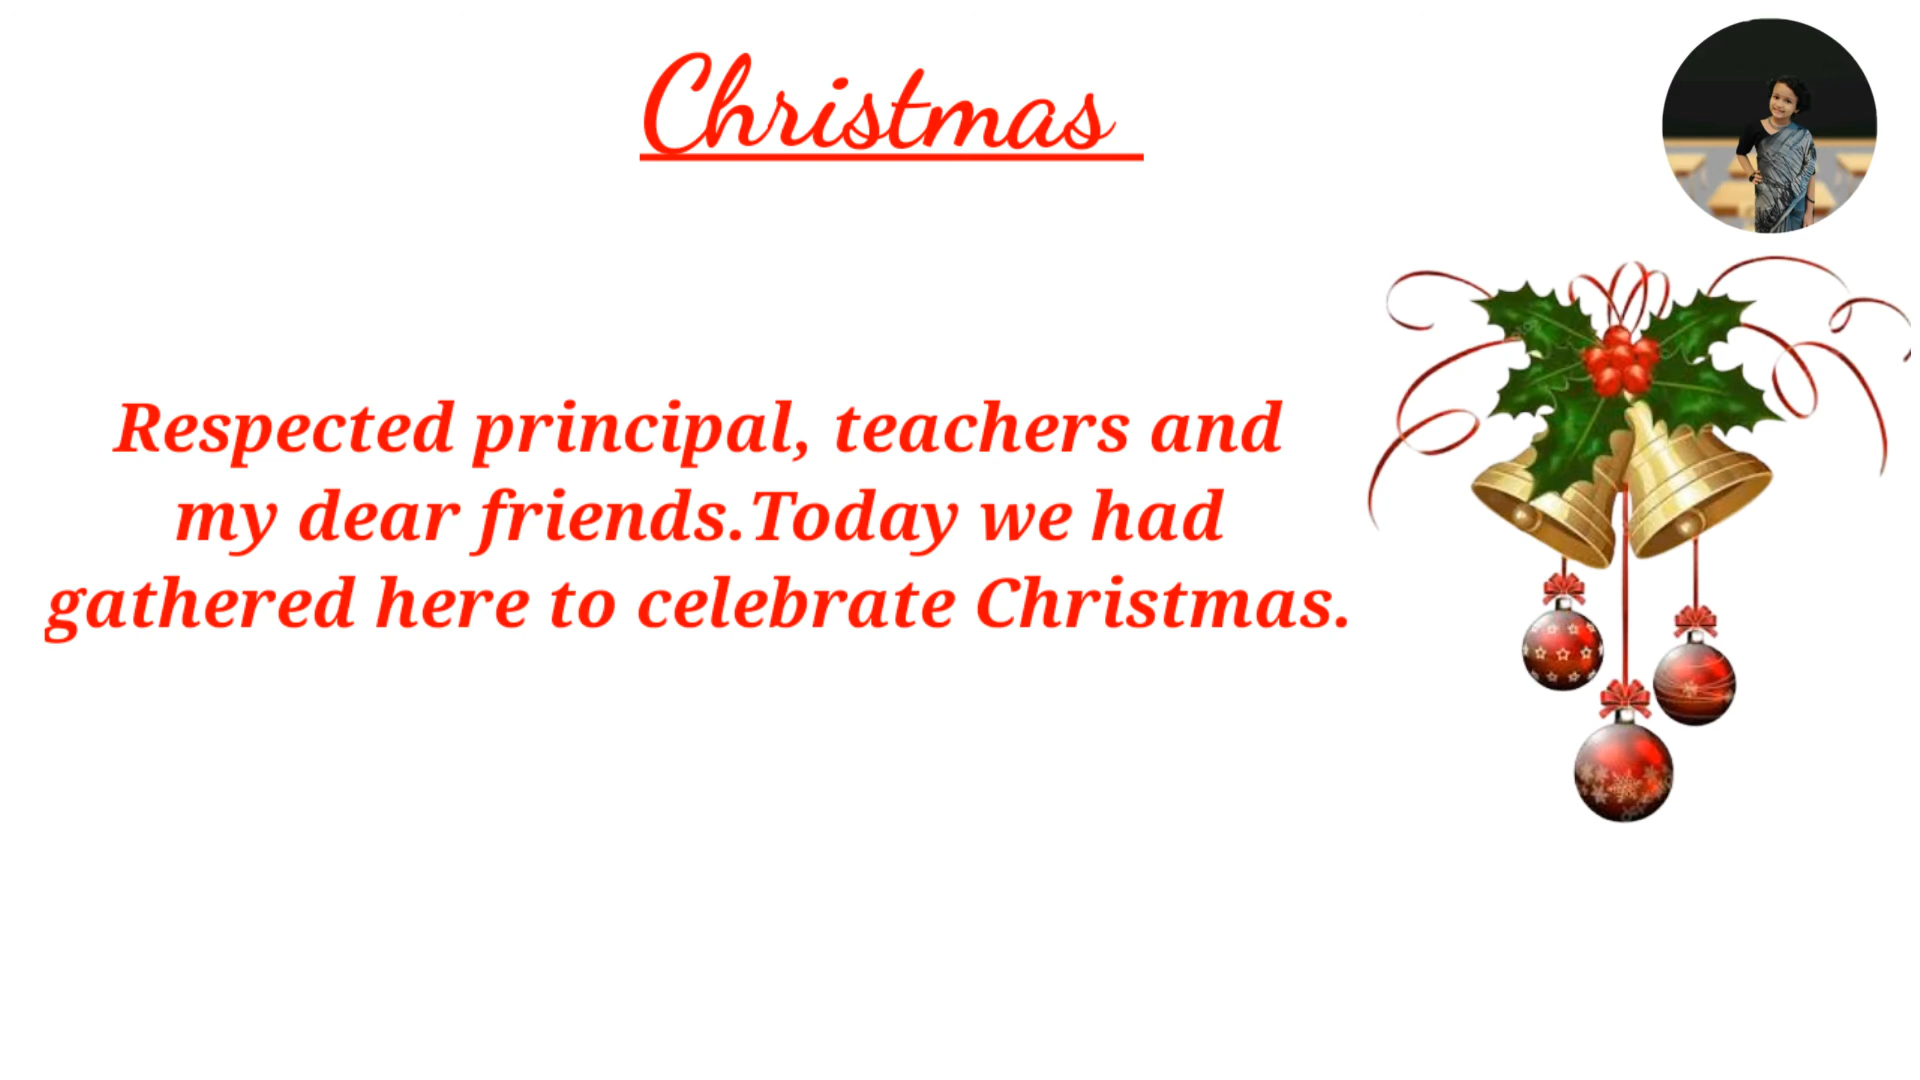 Christmas
Respected principal, teachers and
my dear friends.Today we had
gathered here to celebrate Christmas.